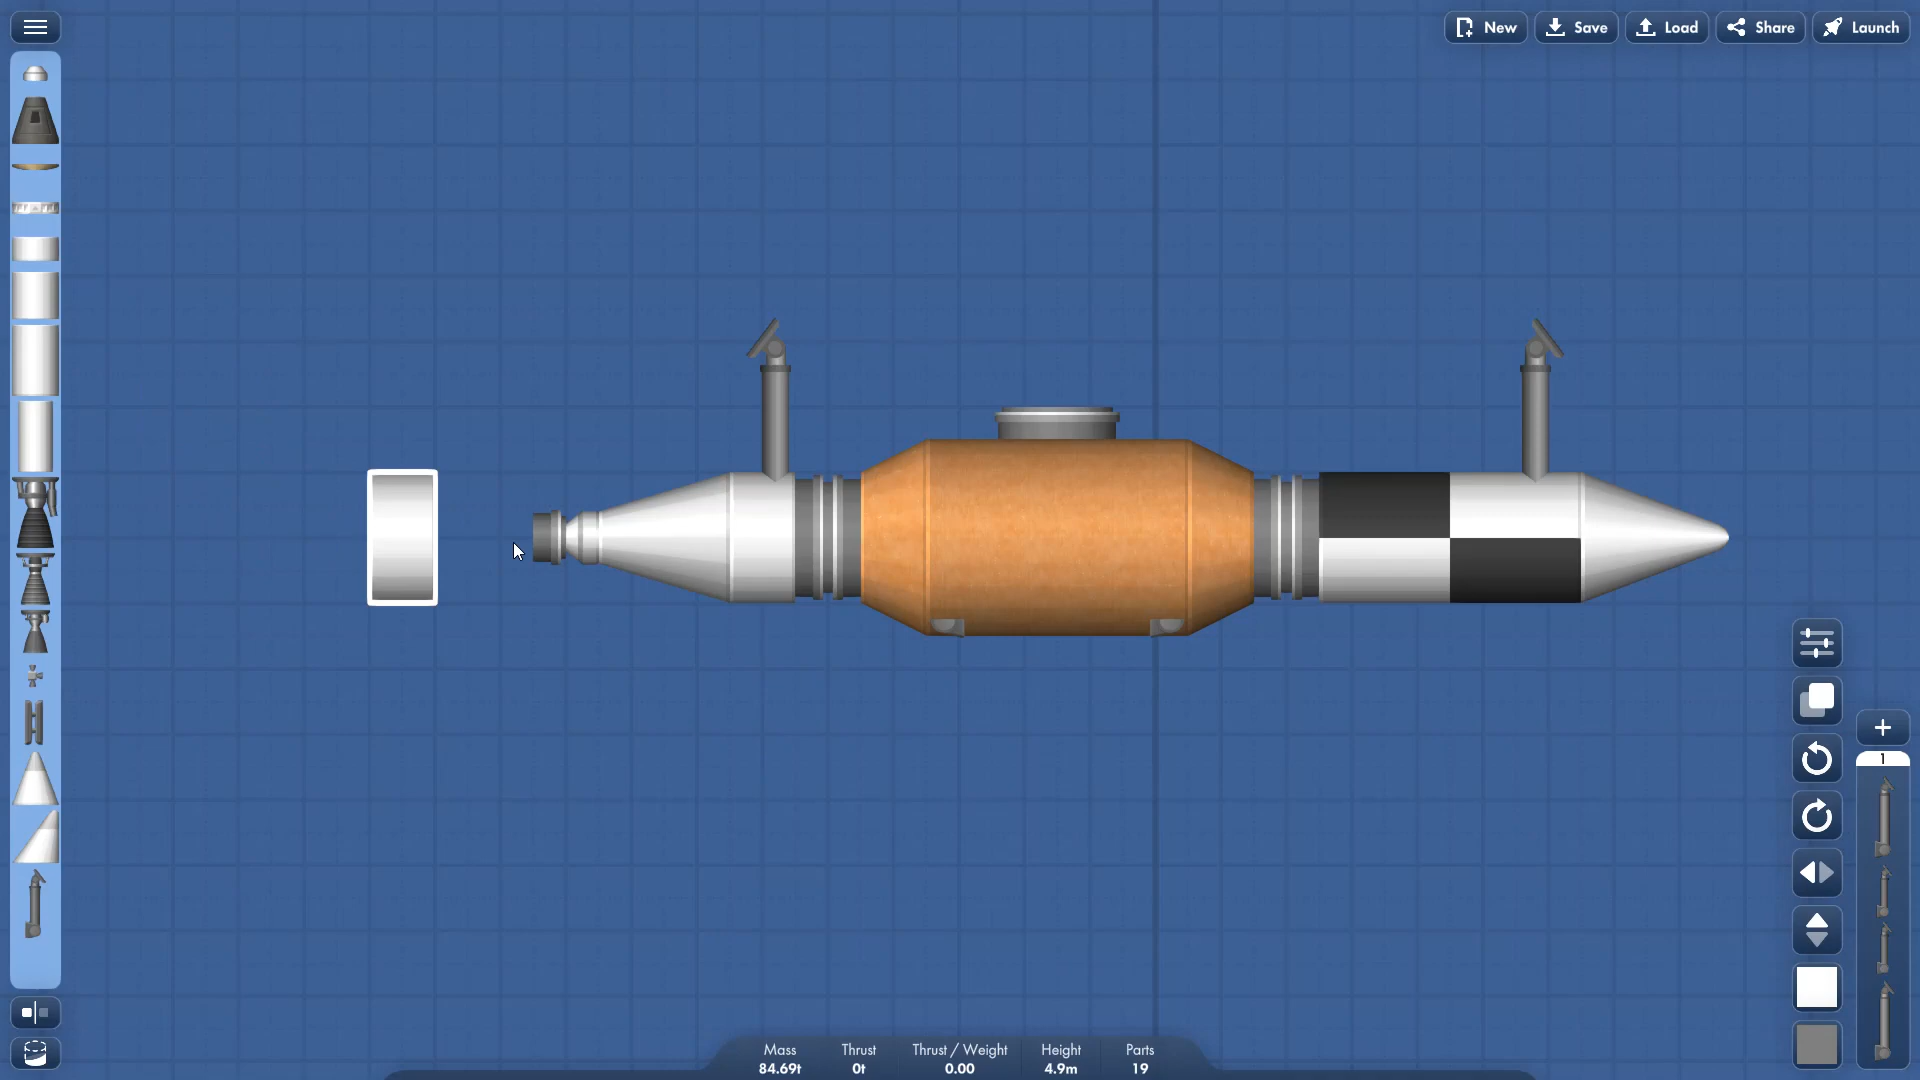 New
Save
Load
Share
Launch
1
Mass
84.69t
Thrust
0t
Thrust / Weight
0.00
Height
4.9m
Parts
19